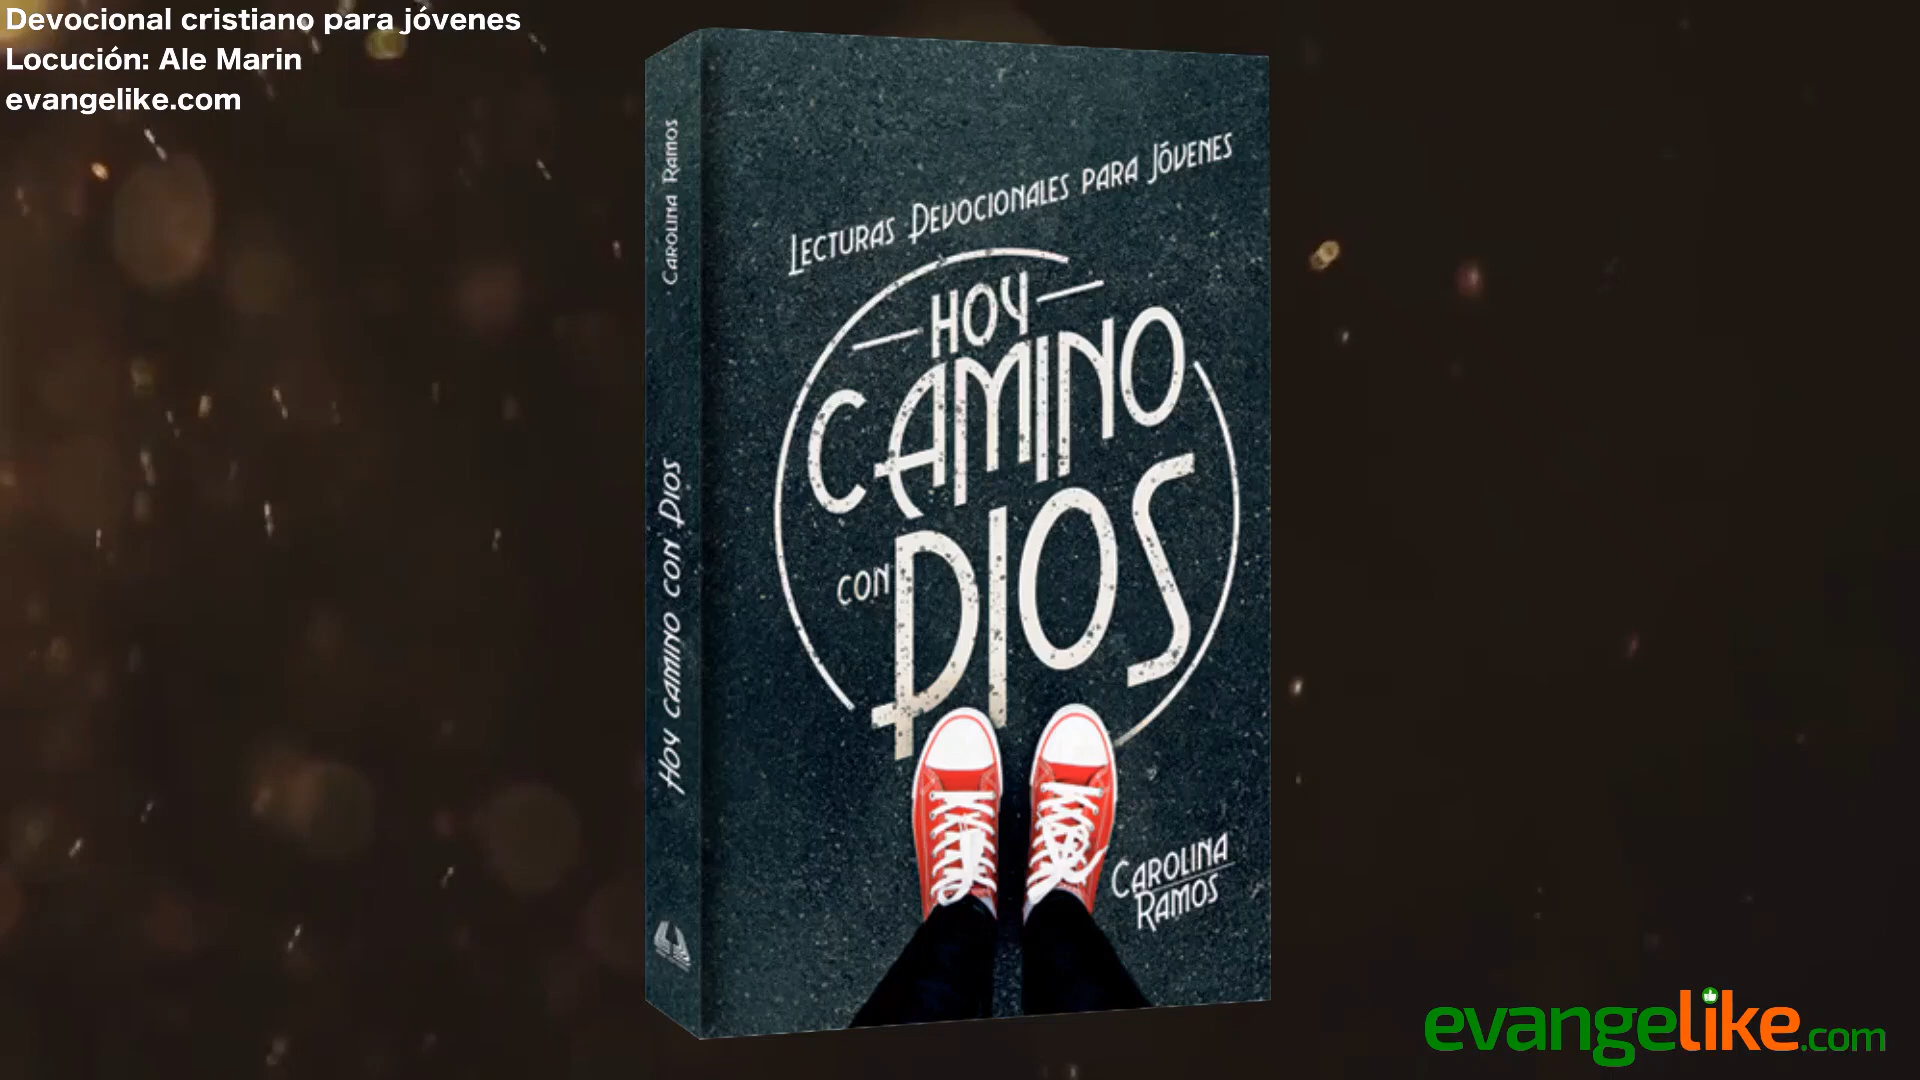 Devocional cristiano para jóvenes
Locución: Ale Marin
evangelike.com
Carolina Ramos
Hoy camino con Dios
Lecturas Devocionales para Jóvenes
Hoy
Camino
con Dios
Carolina
Ramos
evangelike.com